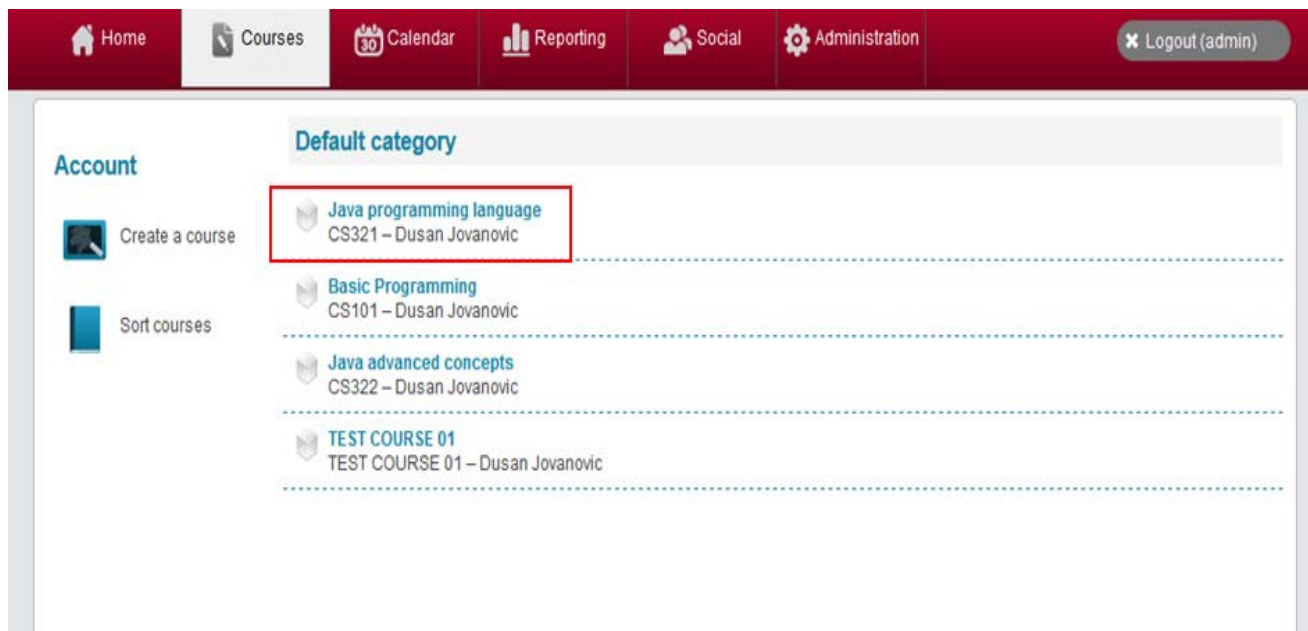 Home
Courses
30
Calendar
Reporting
Social
Administration
Logout (admin)
Account
Create a course
Sort courses
Default category
Java programming language
CS321 – Dusan Jovanovic
Basic Programming
CS101 – Dusan Jovanovic
Java advanced concepts
CS322 – Dusan Jovanovic
TEST COURSE 01
TEST COURSE 01 – Dusan Jovanovic